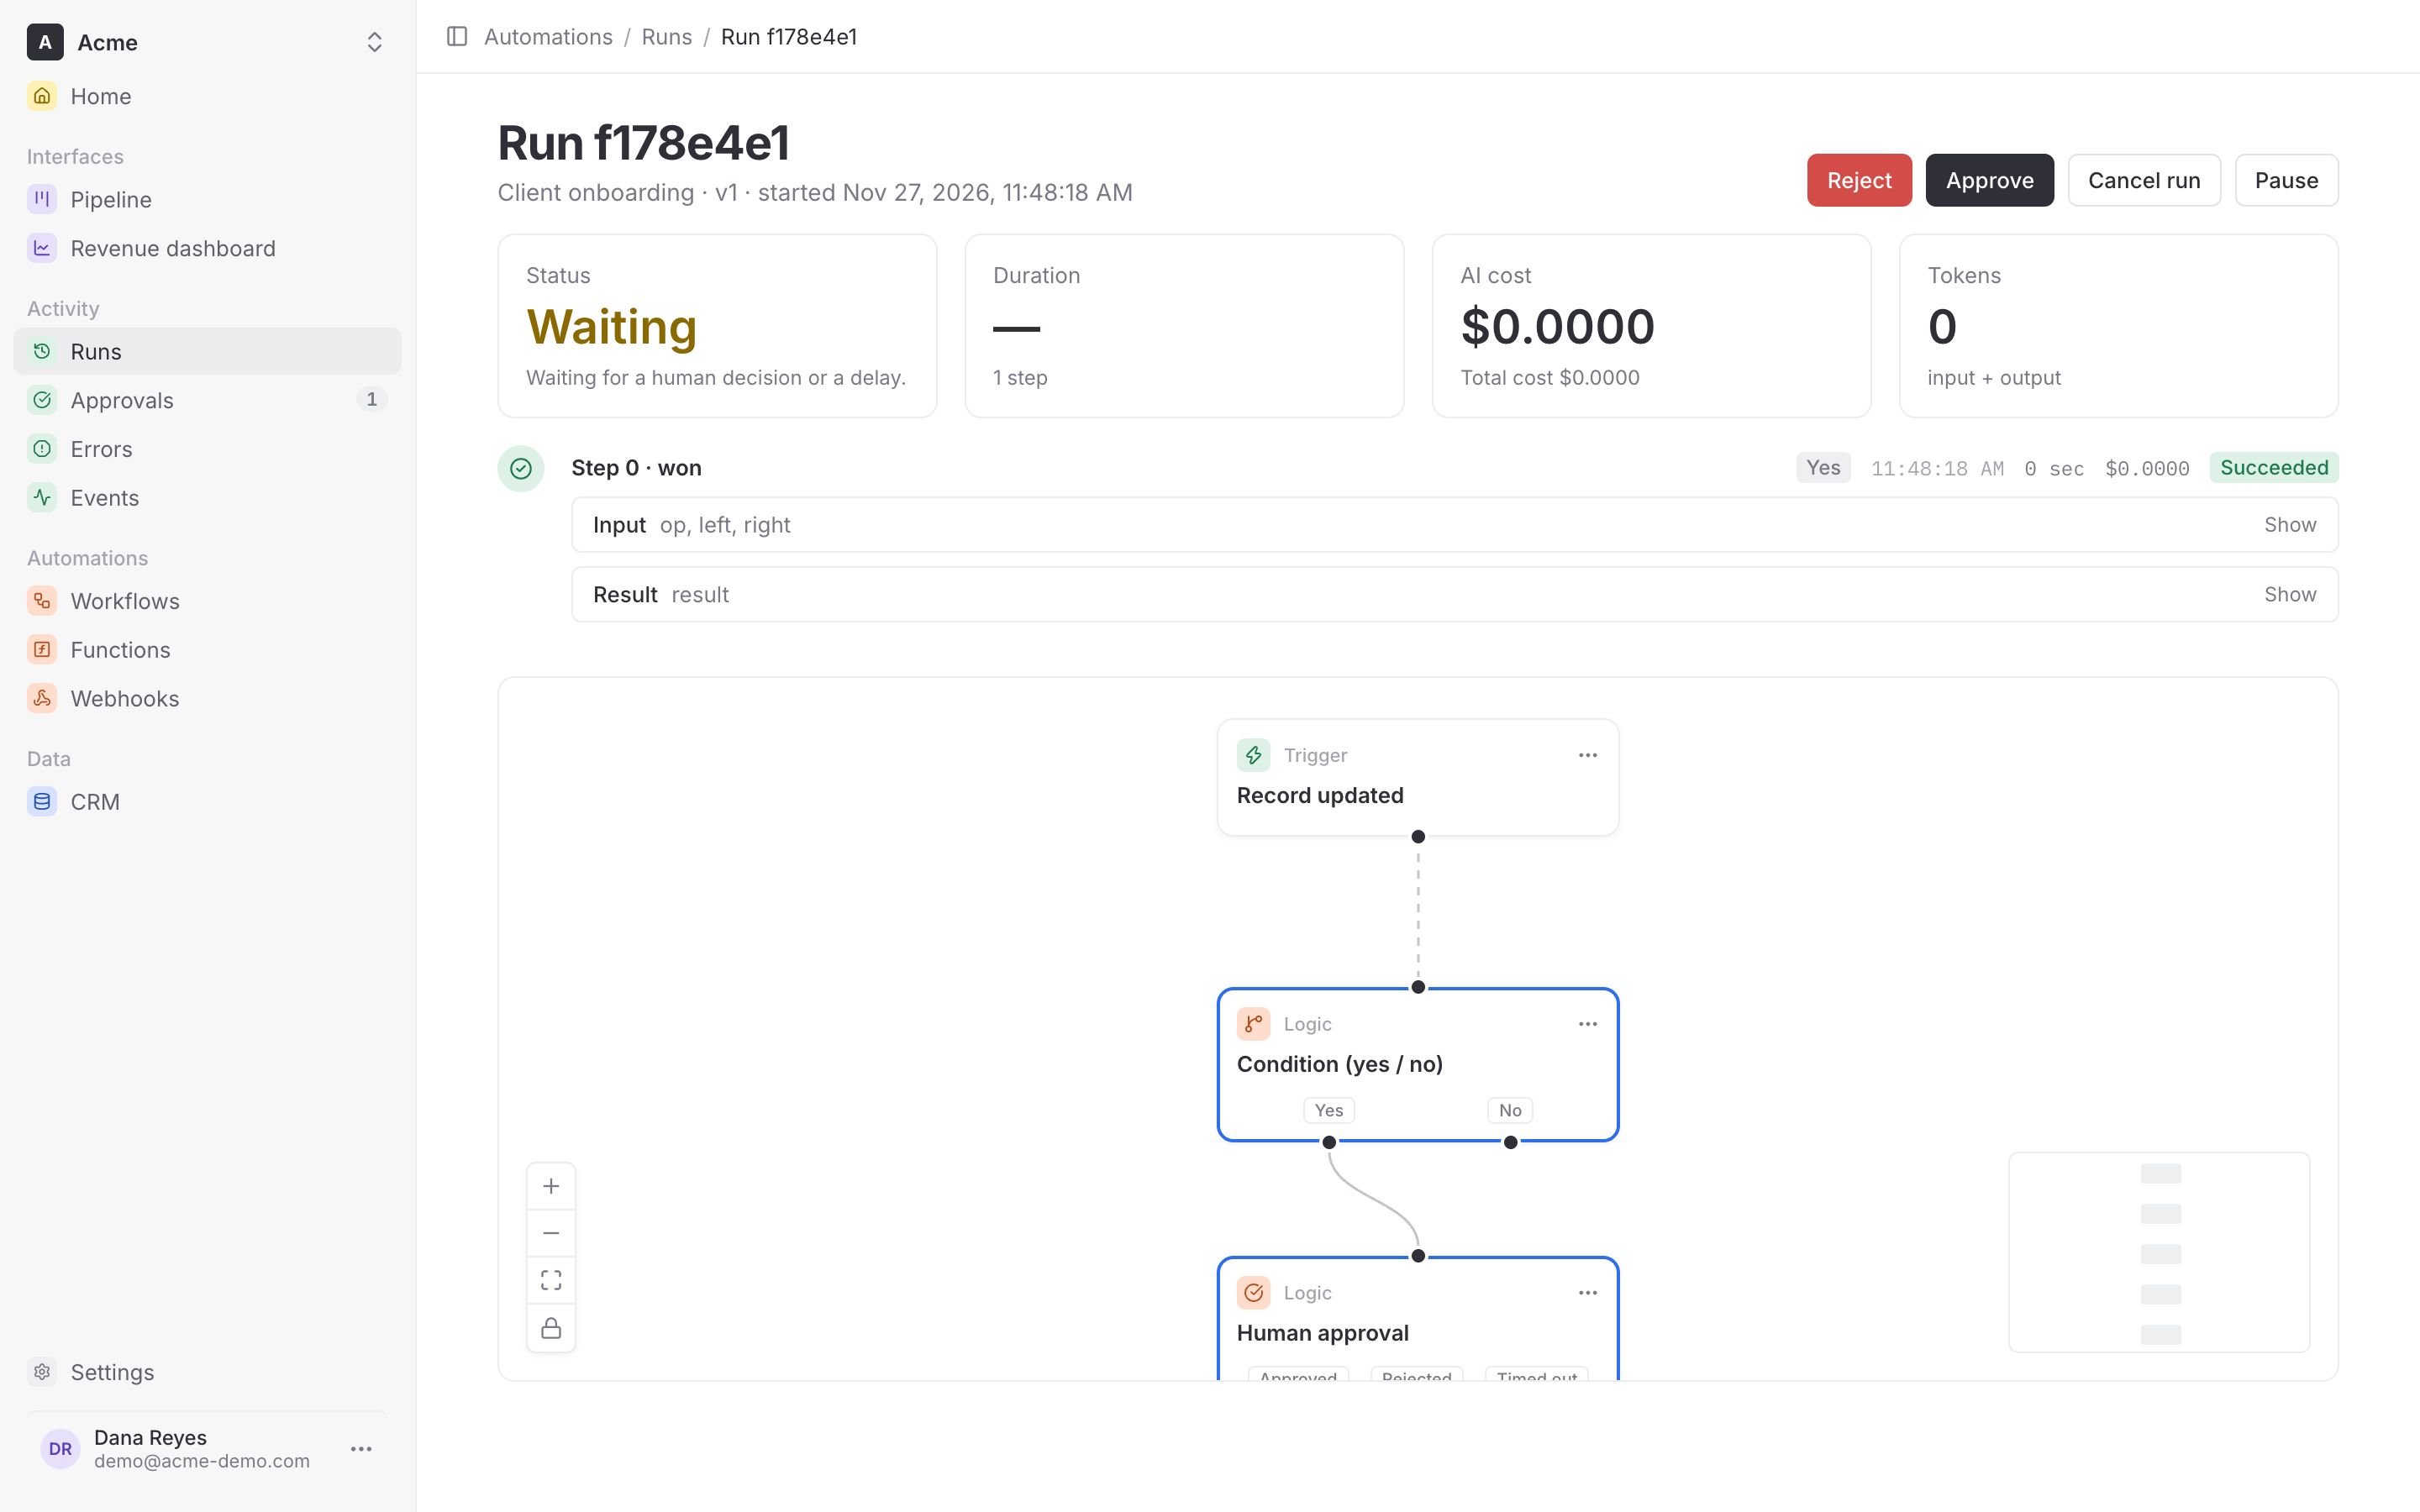 A Acme
Home
Interfaces
Pipeline
Revenue dashboard
Activity
Runs
Approvals 1
Errors
Events
Automations
Workflows
Functions
Webhooks
Data
CRM
Settings
DR
Dana Reyes
demo@acme-demo.com
Automations / Runs / Run f178e4e1
Run f178e4e1
Client onboarding · v1 · started Nov 27, 2026, 11:48:18 AM
Reject Approve Cancel run Pause
Status
Waiting
Waiting for a human decision or a delay.
Duration
—
1 step
AI cost
$0.0000
Total cost $0.0000
Tokens
0
input + output
Step 0 · won Yes 11:48:18 AM 0 sec $0.0000 Succeeded
Input op, left, right Show
Result result Show
Trigger
Record updated
Logic
Condition (yes / no)
Yes No
Logic
Human approval
Approved Rejected Timed out